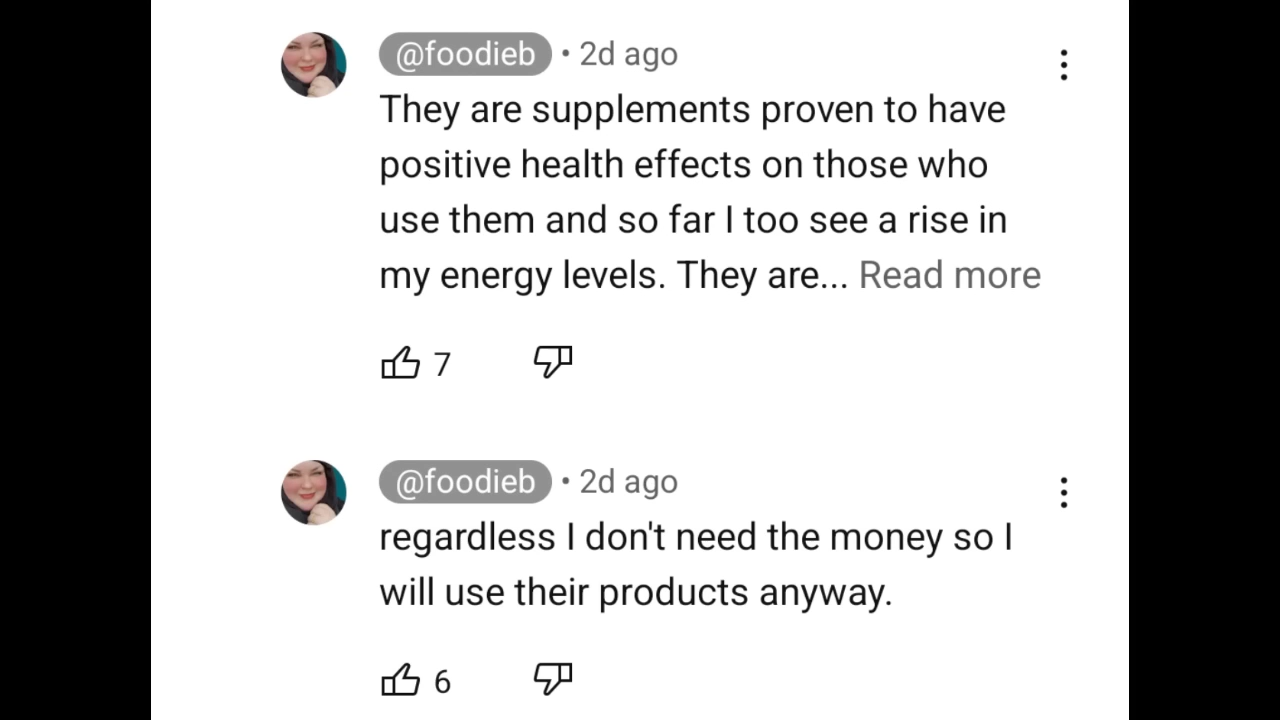 @foodieb • 2d ago
They are supplements proven to have
positive health effects on those who
use them and so far I too see a rise in
my energy levels. They are... Read more
7
@foodieb • 2d ago
regardless I don't need the money so I
will use their products anyway.
6